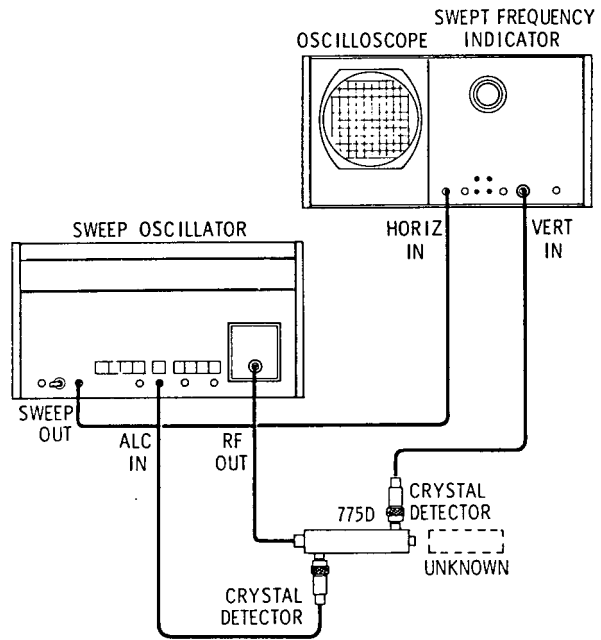 SWEPT FREQUENCY
INDICATOR
OSCILLOSCOPE
SWEEP OSCILLATOR
HORIZ
IN
VERT
IN
SWEEP
OUT
ALC
IN
RF
OUT
775D
CRYSTAL
DETECTOR
UNKNOWN
CRYSTAL
DETECTOR